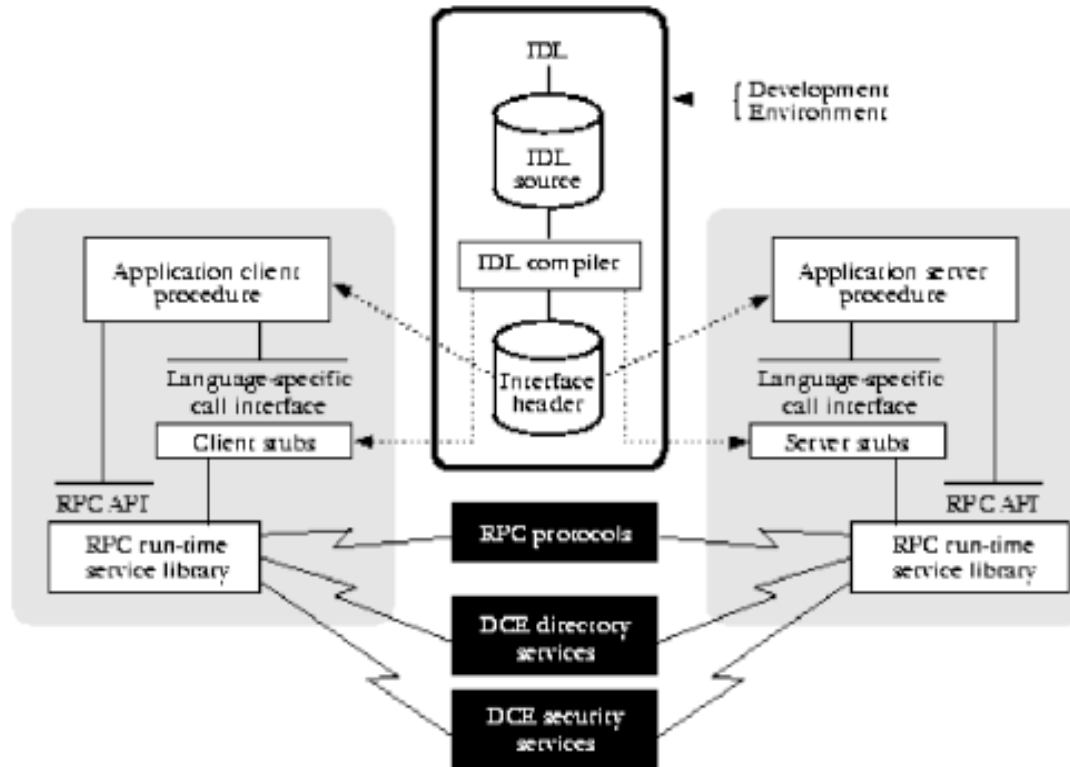 IDL
Development
Environment
IDL
source
IDL compiler
Interface
header
Application client
procedure
Language-specific
call interface
Client stubs
RPC API
RPC run-time
service library
Application server
procedure
Language-specific
call interface
Server stubs
RPC API
RPC run-time
service library
RPC protocols
DCE directory
services
DCE security
services